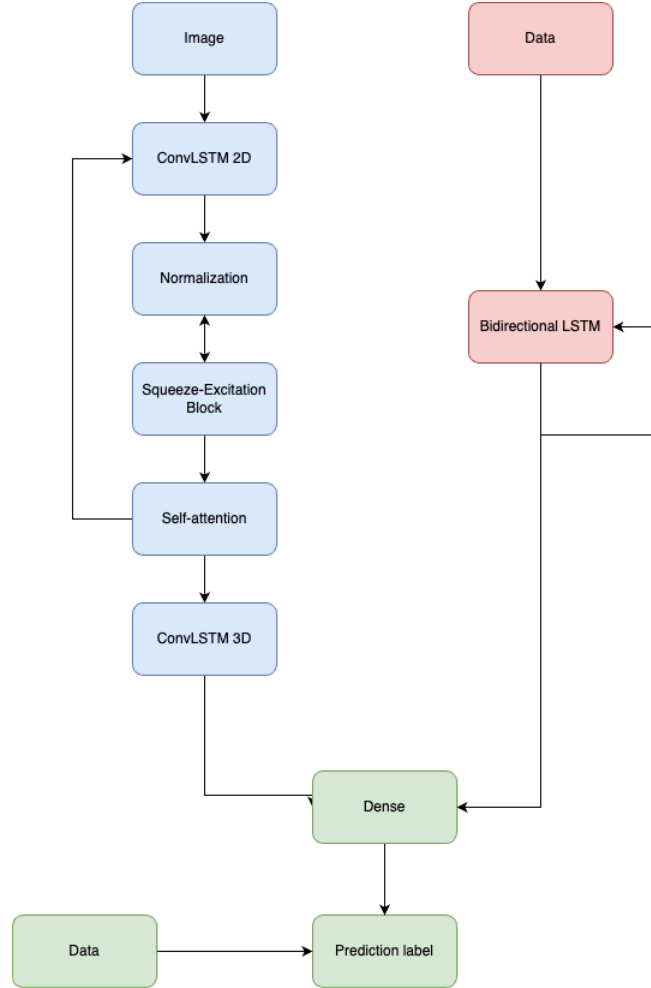 Image
Data
ConvLSTM 2D
Normalization
Bidirectional LSTM
Squeeze-Excitation
Block
Self-attention
ConvLSTM 3D
Dense
Data
Prediction label